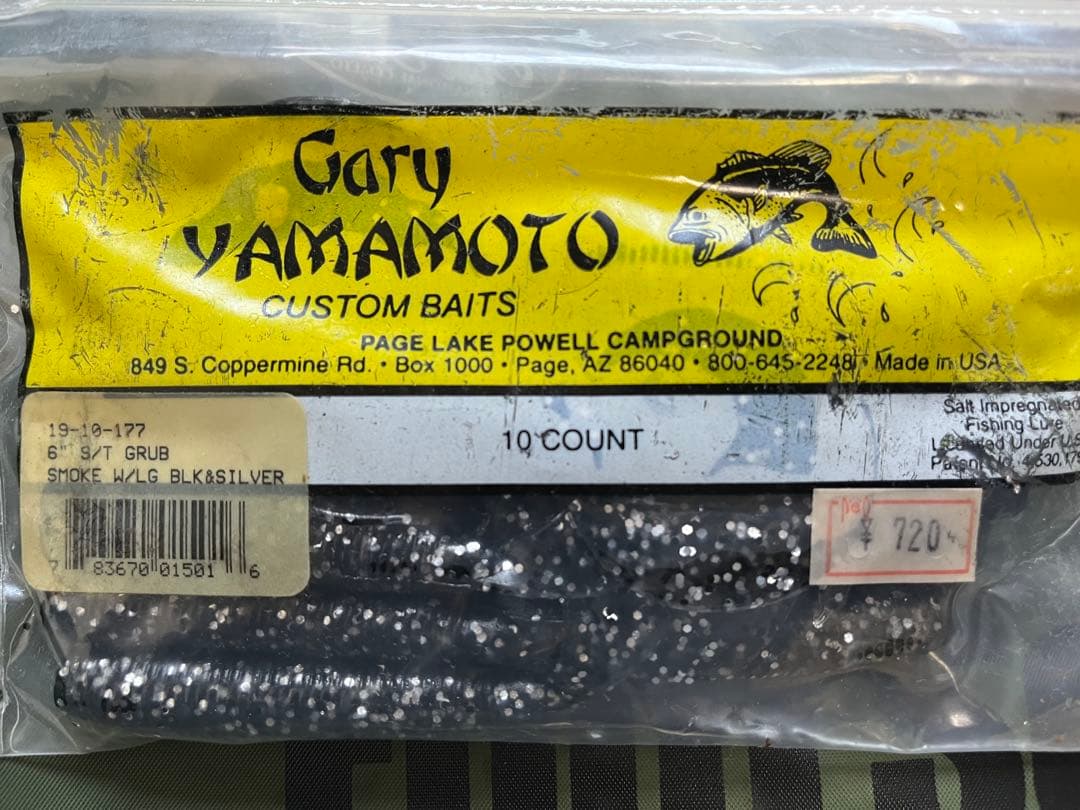 Gary
YAMAMOTO
CUSTOM BAITS
PAGE LAKE POWELL CAMPGROUND
849 S. Coppermine Rd. • Box 1000 • Page, AZ 86040 • 800-645-2248 • Made in USA
19-10-177
6" S/T GRUB
SMOKE W/LG BLK&SILVER
7 83670 01501 6
10 COUNT
Salt Impregnated
Fishing Lure
Under U.S
¥ 720